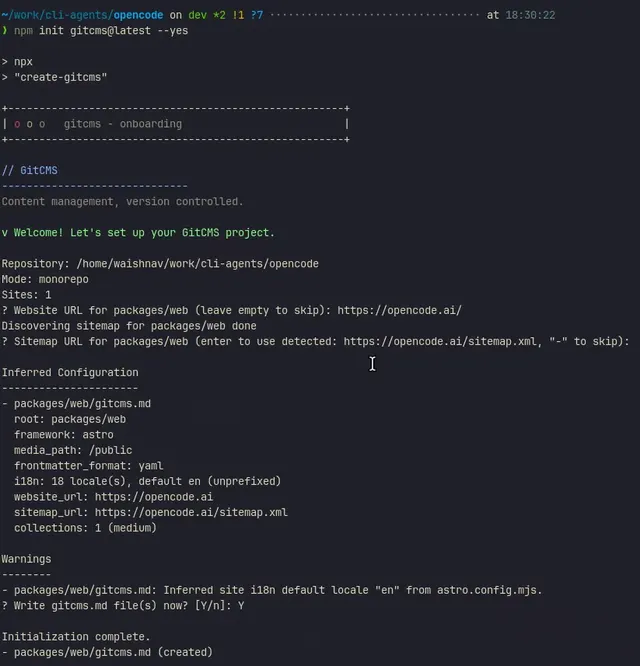 ~/work/cli-agents/opencode on dev *2 !1 ?7 ································· at 18:30:22
❯ npm init gitcms@latest --yes
> npx
> "create-gitcms"
+-------------------------------------------------------+
| o o o   gitcms - onboarding                           |
+-------------------------------------------------------+
// GitCMS
------------------------------
Content management, version controlled.
v Welcome! Let's set up your GitCMS project.
Repository: /home/waishnav/work/cli-agents/opencode
Mode: monorepo
Sites: 1
? Website URL for packages/web (leave empty to skip): https://opencode.ai/
Discovering sitemap for packages/web done
? Sitemap URL for packages/web (enter to use detected: https://opencode.ai/sitemap.xml, "-" to skip):
Inferred Configuration
----------------------
- packages/web/gitcms.md
  root: packages/web
  framework: astro
  media_path: /public
  frontmatter_format: yaml
  i18n: 18 locale(s), default en (unprefixed)
  website_url: https://opencode.ai
  sitemap_url: https://opencode.ai/sitemap.xml
  collections: 1 (medium)
Warnings
--------
- packages/web/gitcms.md: Inferred site i18n default locale "en" from astro.config.mjs.
? Write gitcms.md file(s) now? [Y/n]: Y
Initialization complete.
- packages/web/gitcms.md (created)